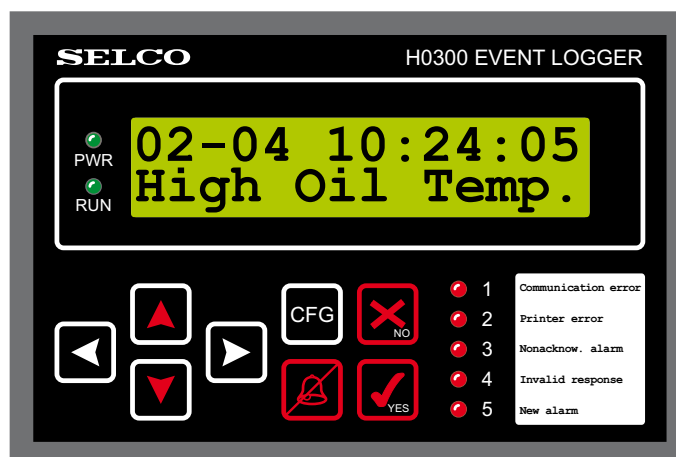 SELCO
H0300 EVENT LOGGER
PWR
RUN
02-04 10:24:05
High Oil Temp.
CFG
NO
YES
1 Communication error
2 Printer error
3 Nonacknow. alarm
4 Invalid response
5 New alarm